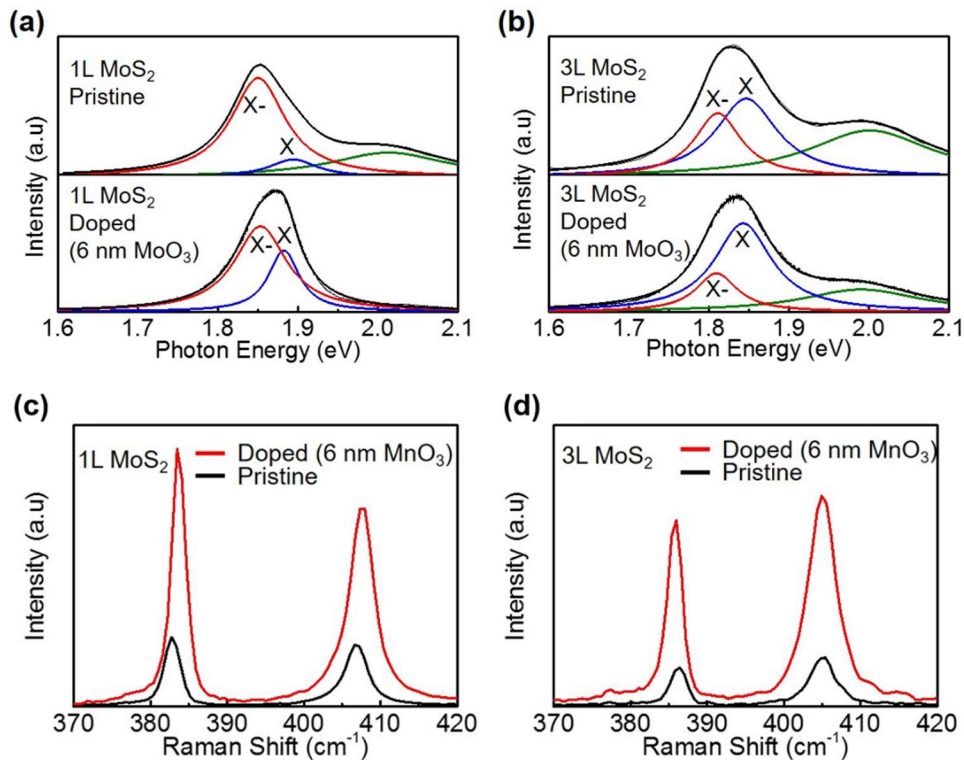 (a)
Intensity (a.u)
1L MoS₂
Pristine
X-
X
1L MoS₂
Doped
(6 nm MoO₃)
X-
X
1.6 1.7 1.8 1.9 2.0 2.1
Photon Energy (eV)
(b)
Intensity (a.u)
3L MoS₂
Pristine
X-
X
3L MoS₂
Doped
(6 nm MoO₃)
X
X-
1.6 1.7 1.8 1.9 2.0 2.1
Photon Energy (eV)
(c)
Intensity (a.u)
1L MoS₂
Doped (6 nm MnO₃)
Pristine
370 380 390 400 410 420
Raman Shift (cm⁻¹)
(d)
Intensity (a.u)
3L MoS₂
Doped (6 nm MnO₃)
Pristine
370 380 390 400 410 420
Raman Shift (cm⁻¹)